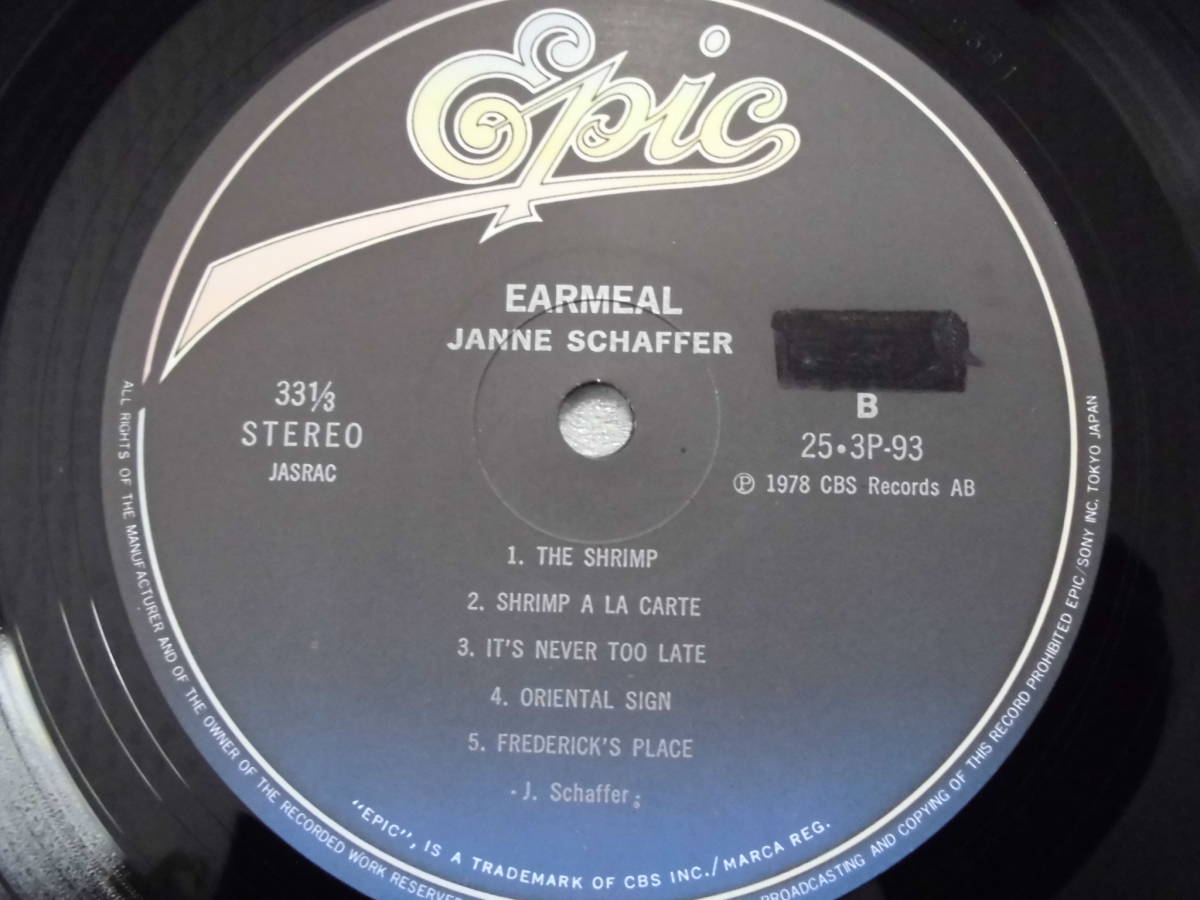 Epic
EARMEAL
JANNE SCHAFFER
33⅓
STEREO
JASRAC
B
25•3P-93
Ⓟ 1978 CBS Records AB
1. THE SHRIMP
2. SHRIMP A LA CARTE
3. IT'S NEVER TOO LATE
4. ORIENTAL SIGN
5. FREDERICK'S PLACE
• J. Schaffer :
"EPIC", IS A TRADEMARK OF CBS INC./MARCA REG.
ALL RIGHTS OF THE MANUFACTURER AND OF THE OWNER OF THE RECORDED WORK RESERVED
BROADCASTING AND COPYING OF THIS RECORD PROHIBITED EPIC/SONY INC. TOKYO JAPAN